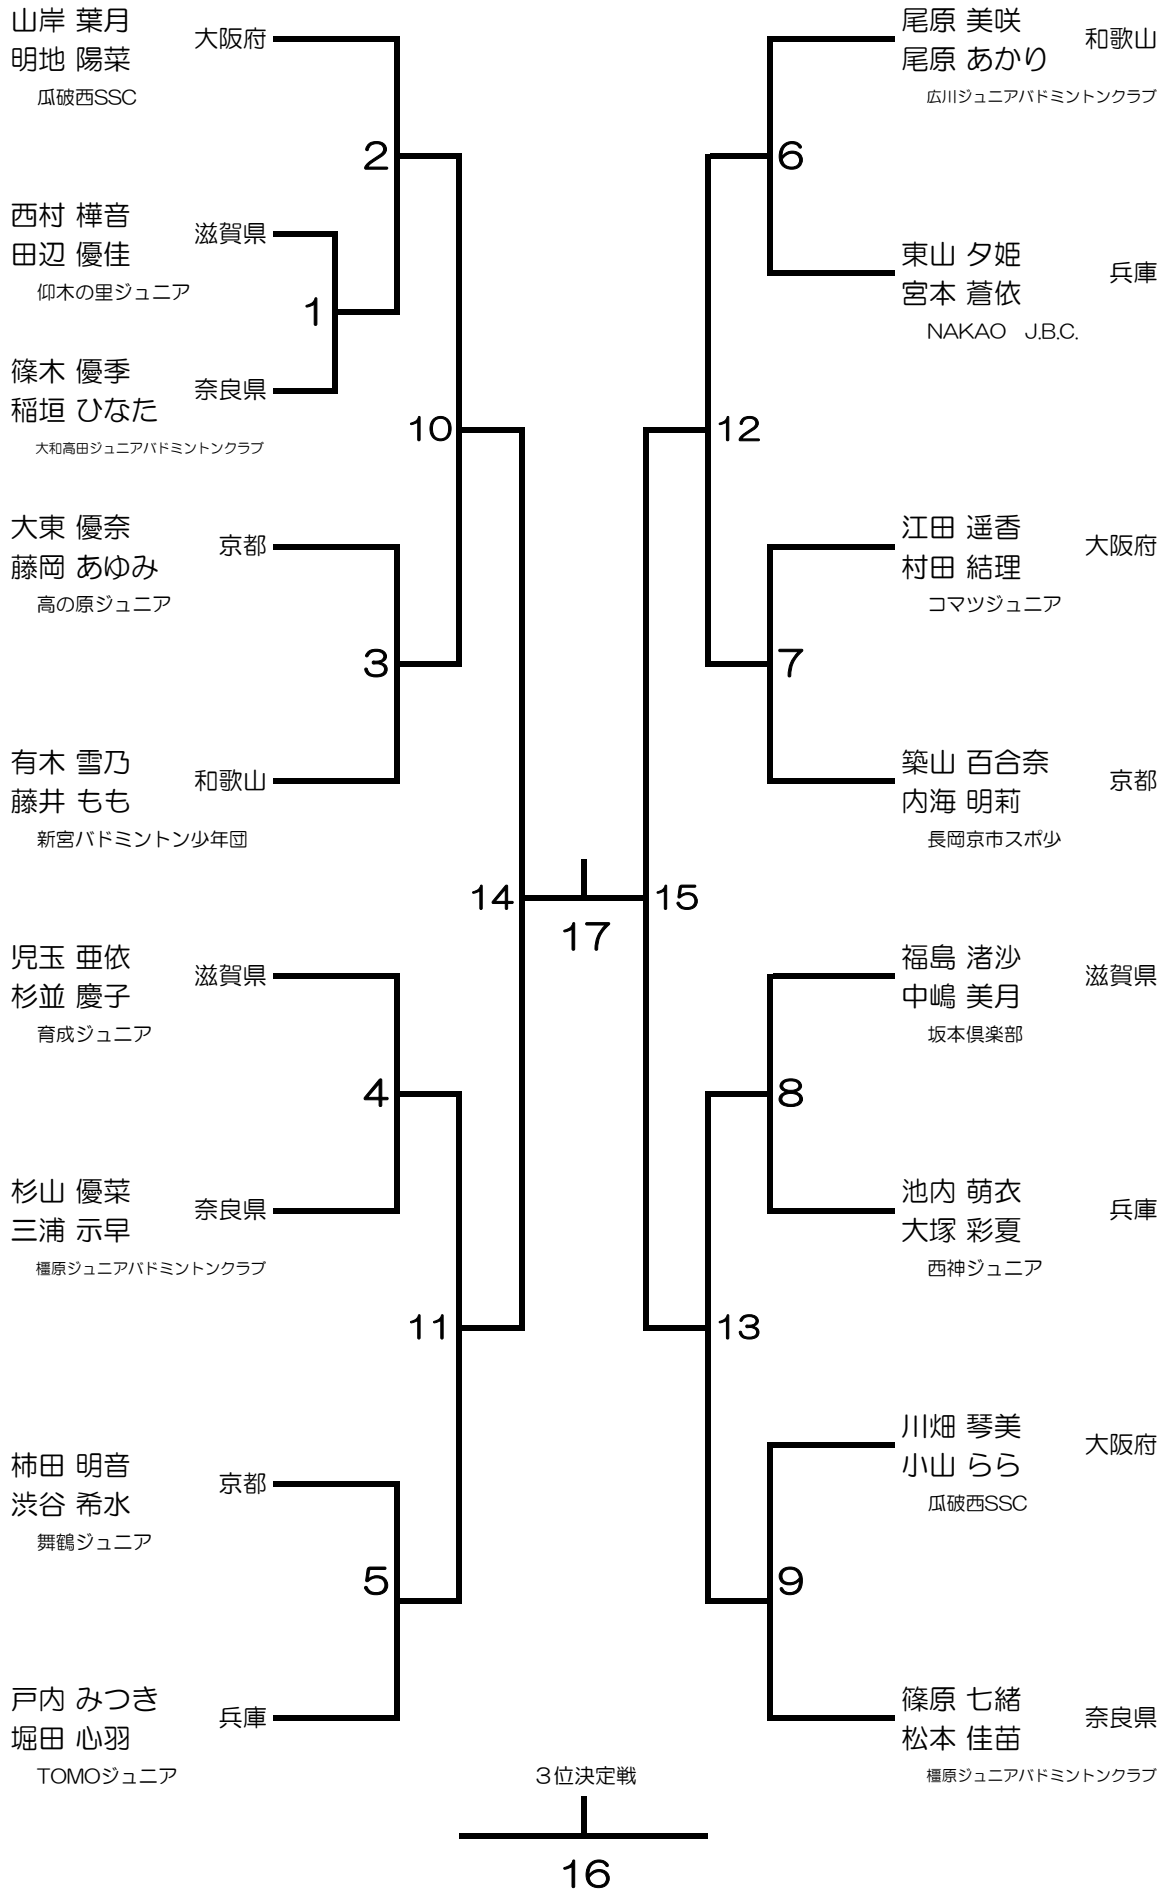 山岸 葉月
明地 陽菜
大阪府
瓜破西SSC
2
西村 樺音
田辺 優佳
滋賀県
仰木の里ジュニア
1
篠木 優季
稲垣 ひなた
奈良県
大和高田ジュニアバドミントンクラブ
10
大東 優奈
藤岡 あゆみ
京都
高の原ジュニア
3
有木 雪乃
藤井 もも
和歌山
新宮バドミントン少年団
14
児玉 亜依
杉並 慶子
滋賀県
育成ジュニア
4
杉山 優菜
三浦 示早
奈良県
橿原ジュニアバドミントンクラブ
11
柿田 明音
渋谷 希水
京都
舞鶴ジュニア
5
戸内 みつき
堀田 心羽
兵庫
TOMOジュニア
尾原 美咲
尾原 あかり
和歌山
広川ジュニアバドミントンクラブ
6
東山 夕姫
宮本 蒼依
兵庫
NAKAO J.B.C.
12
江田 遥香
村田 結理
大阪府
コマツジュニア
7
築山 百合奈
内海 明莉
京都
長岡京市スポ少
15
17
福島 渚沙
中嶋 美月
滋賀県
坂本倶楽部
8
池内 萌衣
大塚 彩夏
兵庫
西神ジュニア
13
川畑 琴美
小山 らら
大阪府
瓜破西SSC
9
篠原 七緒
松本 佳苗
奈良県
橿原ジュニアバドミントンクラブ
３位決定戦
16